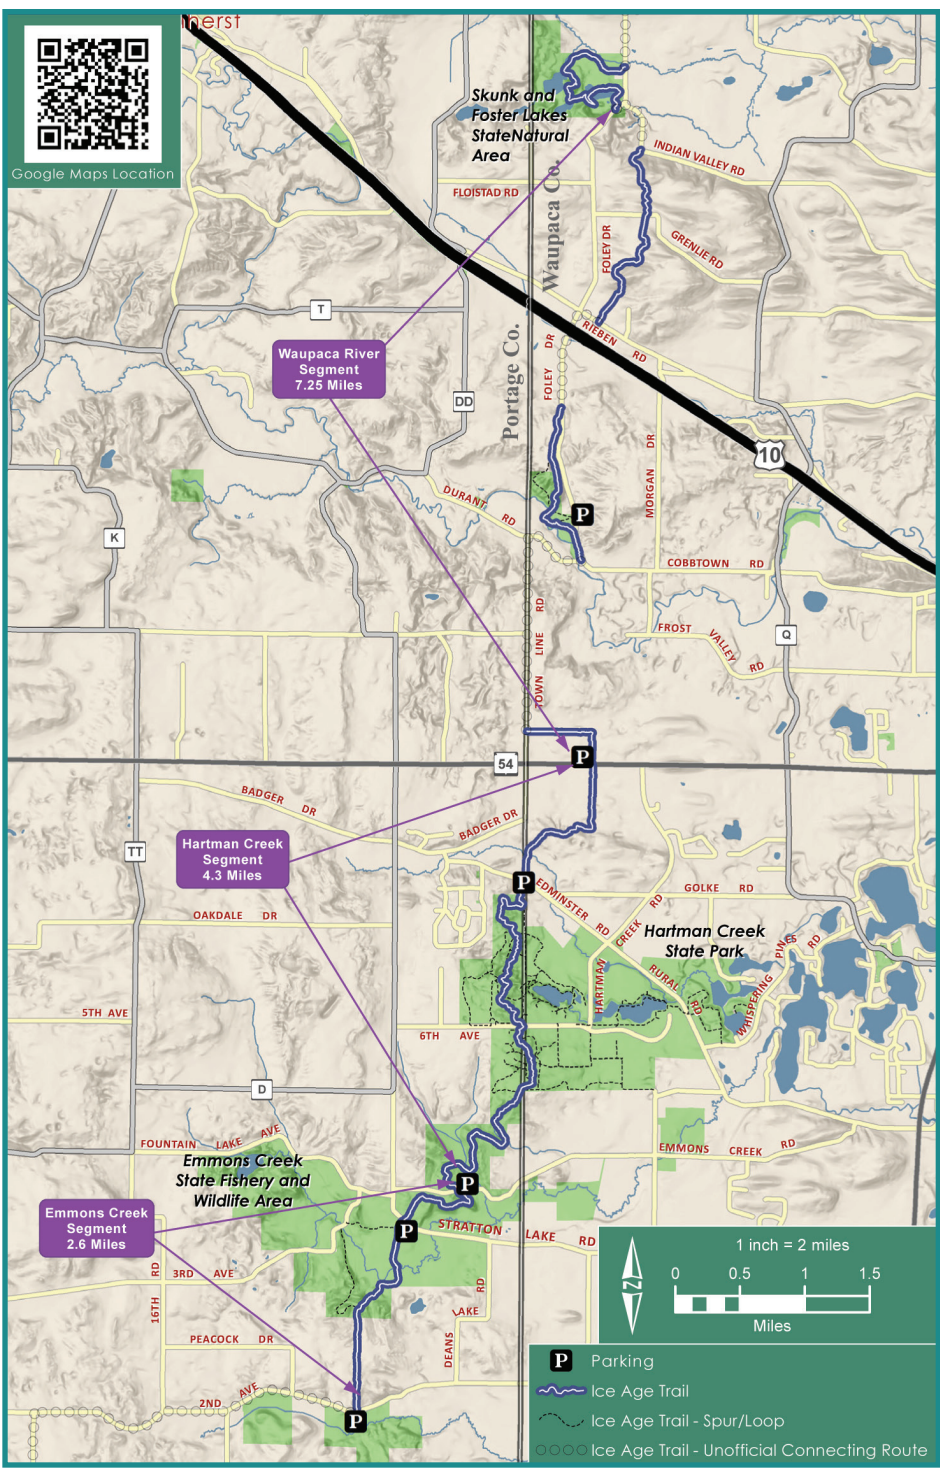 mherst
Google Maps Location
Skunk and
Foster Lakes
StateNatural
Area
INDIAN VALLEY RD
FLOISTAD RD
Waupaca Co.
FOLEY DR
GRENLIE RD
T
RIEBEN RD
Portage Co.
FOLEY DR
Waupaca River
Segment
7.25 Miles
DD
MORGAN DR
10
DURANT RD
P
K
COBBTOWN RD
TOWN LINE RD
FROST VALLEY RD
Q
54
P
BADGER DR
BADGER DR
Hartman Creek
Segment
4.3 Miles
TT
P
EDMINSTER RD
GOLKE RD
OAKDALE DR
HARTMAN CREEK RD
Hartman Creek
State Park
RURAL RD
WHISPERING PINES RD
5TH AVE
6TH AVE
D
FOUNTAIN LAKE AVE
EMMONS CREEK RD
Emmons Creek
State Fishery and
Wildlife Area
P
Emmons Creek
Segment
2.6 Miles
P
STRATTON LAKE RD
3RD AVE
16TH RD
DEANS LAKE RD
PEACOCK DR
2ND AVE
P
1 inch = 2 miles
N
0 0.5 1 1.5
Miles
P Parking
Ice Age Trail
Ice Age Trail - Spur/Loop
Ice Age Trail - Unofficial Connecting Route